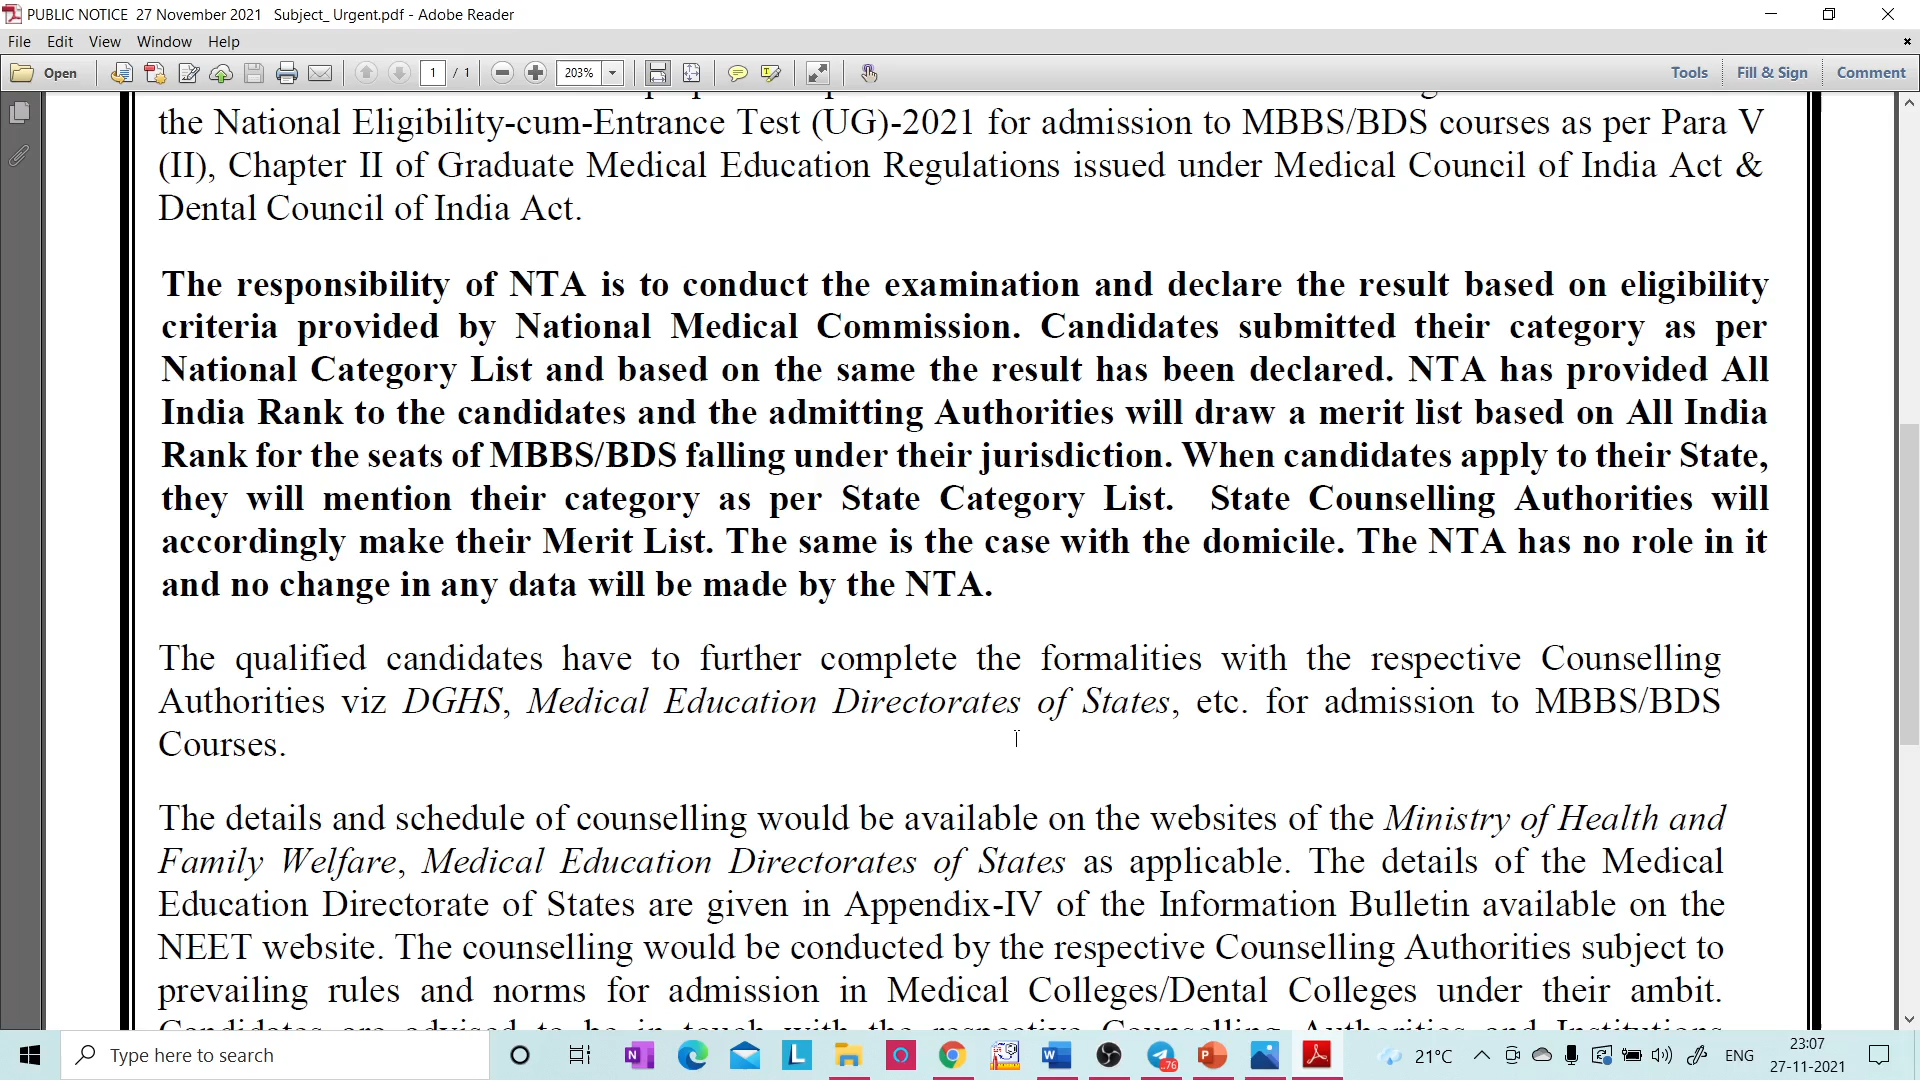 PUBLIC NOTICE 27 November 2021 Subject_ Urgent.pdf - Adobe Reader
File Edit View Window Help
Open 1 / 1 203% Tools Fill & Sign Comment
the National Eligibility-cum-Entrance Test (UG)-2021 for admission to MBBS/BDS courses as per Para V
(II), Chapter II of Graduate Medical Education Regulations issued under Medical Council of India Act &
Dental Council of India Act.
The responsibility of NTA is to conduct the examination and declare the result based on eligibility
criteria provided by National Medical Commission. Candidates submitted their category as per
National Category List and based on the same the result has been declared. NTA has provided All
India Rank to the candidates and the admitting Authorities will draw a merit list based on All India
Rank for the seats of MBBS/BDS falling under their jurisdiction. When candidates apply to their State,
they will mention their category as per State Category List. State Counselling Authorities will
accordingly make their Merit List. The same is the case with the domicile. The NTA has no role in it
and no change in any data will be made by the NTA.
The qualified candidates have to further complete the formalities with the respective Counselling
Authorities viz DGHS, Medical Education Directorates of States, etc. for admission to MBBS/BDS
Courses.
The details and schedule of counselling would be available on the websites of the Ministry of Health and
Family Welfare, Medical Education Directorates of States as applicable. The details of the Medical
Education Directorate of States are given in Appendix-IV of the Information Bulletin available on the
NEET website. The counselling would be conducted by the respective Counselling Authorities subject to
prevailing rules and norms for admission in Medical Colleges/Dental Colleges under their ambit.
Candidates are advised to be in touch with the respective Counselling Authorities and Institutions
Type here to search 21°C ENG 23:07
27-11-2021